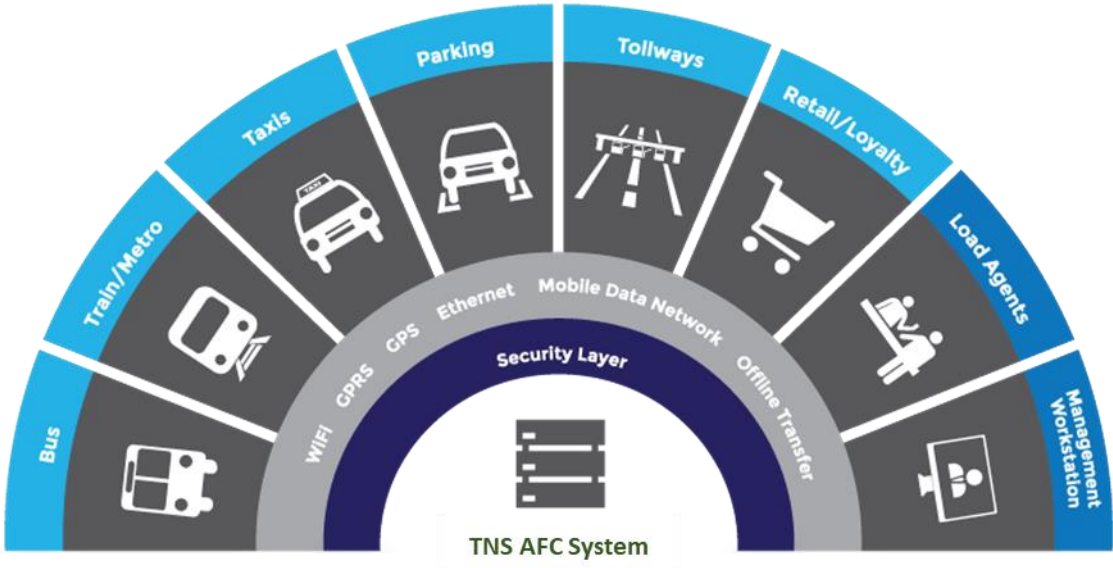 Bus
Train/Metro
Taxis
TAXI
Parking
Tollways
Retail/Loyalty
Load Agents
Management
Workstation
WiFi GPRS GPS Ethernet Mobile Data Network Offline Transfer
Security Layer
TNS AFC System